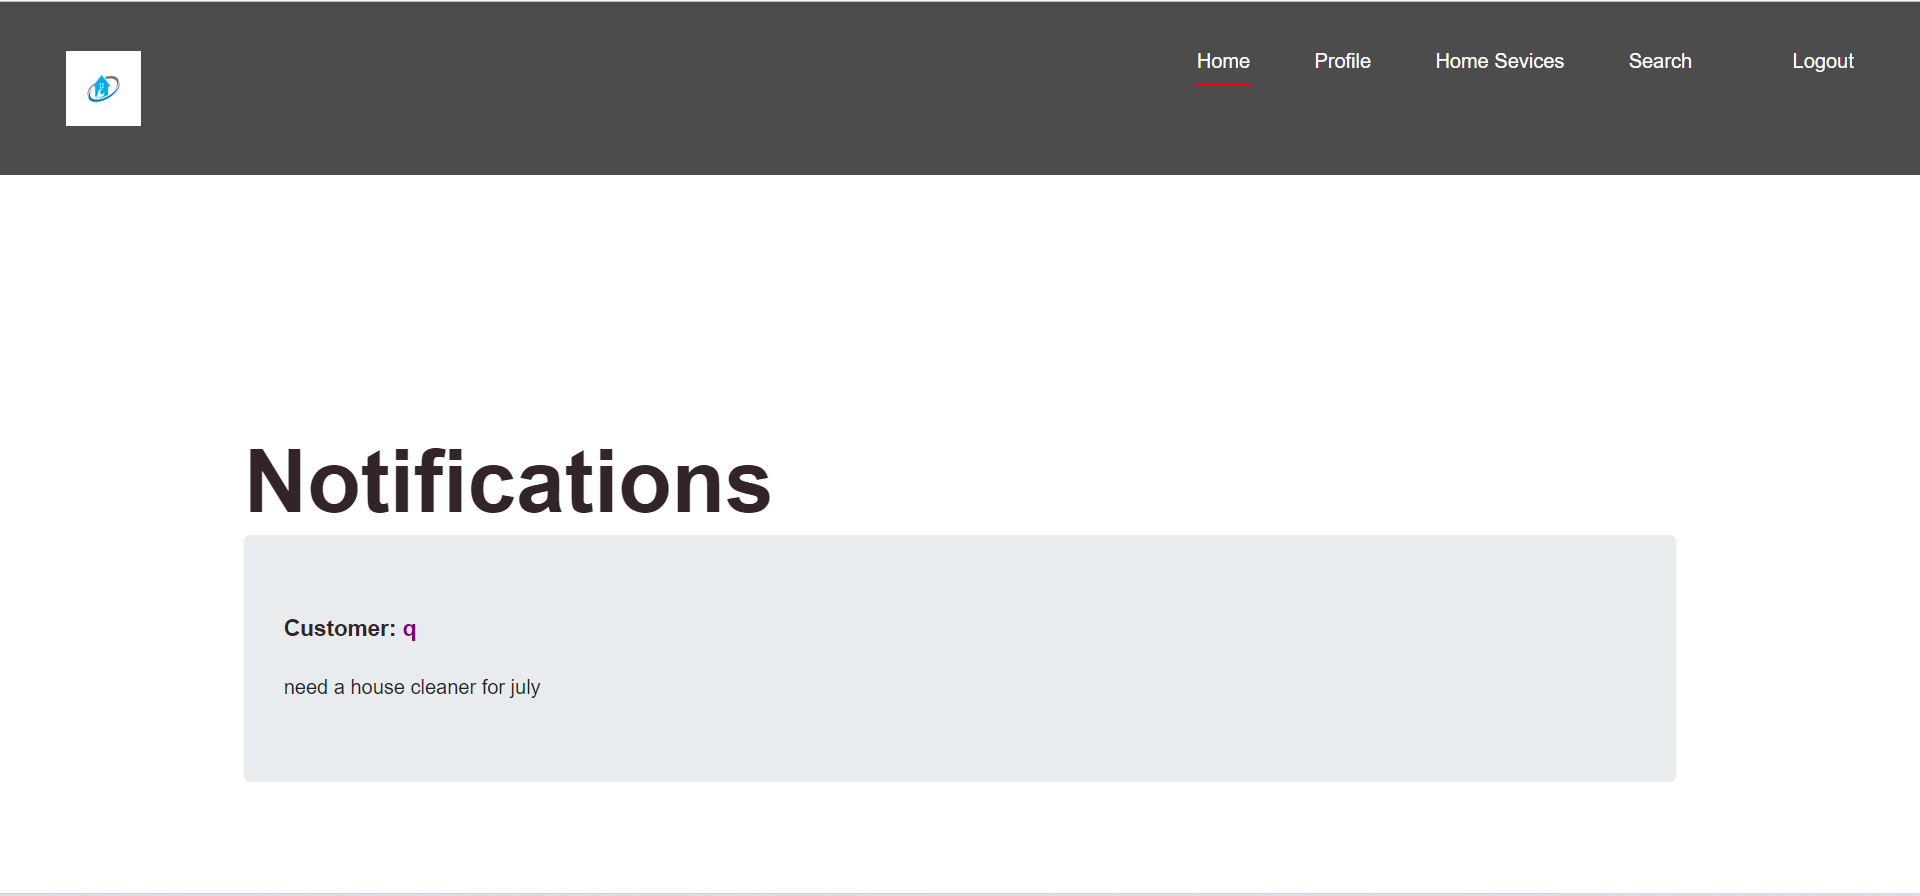 Home Profile Home Sevices Search Logout
Notifications
Customer: q
need a house cleaner for july